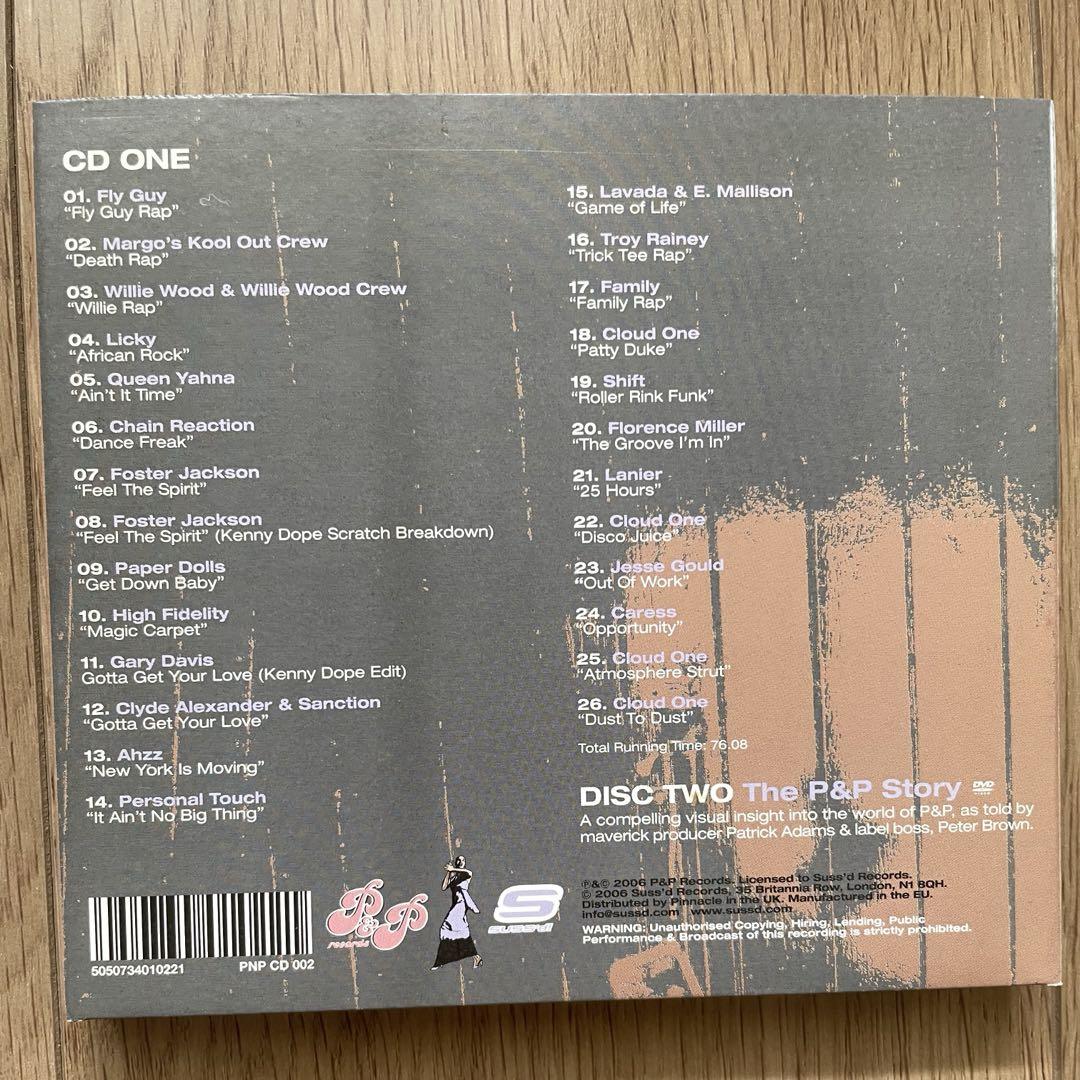 CD ONE
01. Fly Guy
“Fly Guy Rap”
02. Margo’s Kool Out Crew
“Death Rap”
03. Willie Wood & Willie Wood Crew
“Willie Rap”
04. Licky
“African Rock”
05. Queen Yahna
“Ain’t It Time”
06. Chain Reaction
“Dance Freak”
07. Foster Jackson
“Feel The Spirit”
08. Foster Jackson
“Feel The Spirit” (Kenny Dope Scratch Breakdown)
09. Paper Dolls
“Get Down Baby”
10. High Fidelity
“Magic Carpet”
11. Gary Davis
Gotta Get Your Love (Kenny Dope Edit)
12. Clyde Alexander & Sanction
“Gotta Get Your Love”
13. Ahzz
“New York Is Moving”
14. Personal Touch
“It Ain’t No Big Thing”
15. Lavada & E. Mallison
“Game of Life”
16. Troy Rainey
“Trick Tee Rap”
17. Family
“Family Rap”
18. Cloud One
“Patty Duke”
19. Shift
“Roller Rink Funk”
20. Florence Miller
“The Groove I’m In”
21. Lanier
“25 Hours”
22. Cloud One
“Disco Juice”
23. Jesse Gould
“Out Of Work”
24. Caress
“Opportunity”
25. Cloud One
“Atmosphere Strut”
26. Cloud One
“Dust To Dust”
Total Running Time: 76.08
DISC TWO The P&P Story DVD VIDEO
A compelling visual insight into the world of P&P, as told by
maverick producer Patrick Adams & label boss, Peter Brown.
℗&© 2006 P&P Records. Licensed to Suss’d Records.
© 2006 Suss’d Records, 35 Britannia Row, London, N1 8QH.
Distributed by Pinnacle in the UK. Manufactured in the EU.
info@sussd.com www.sussd.com
WARNING: Unauthorised Copying, Hiring, Lending, Public
Performance & Broadcast of this recording is strictly prohibited.
P&P
records
S
suss'd
5050734010221
PNP CD 002